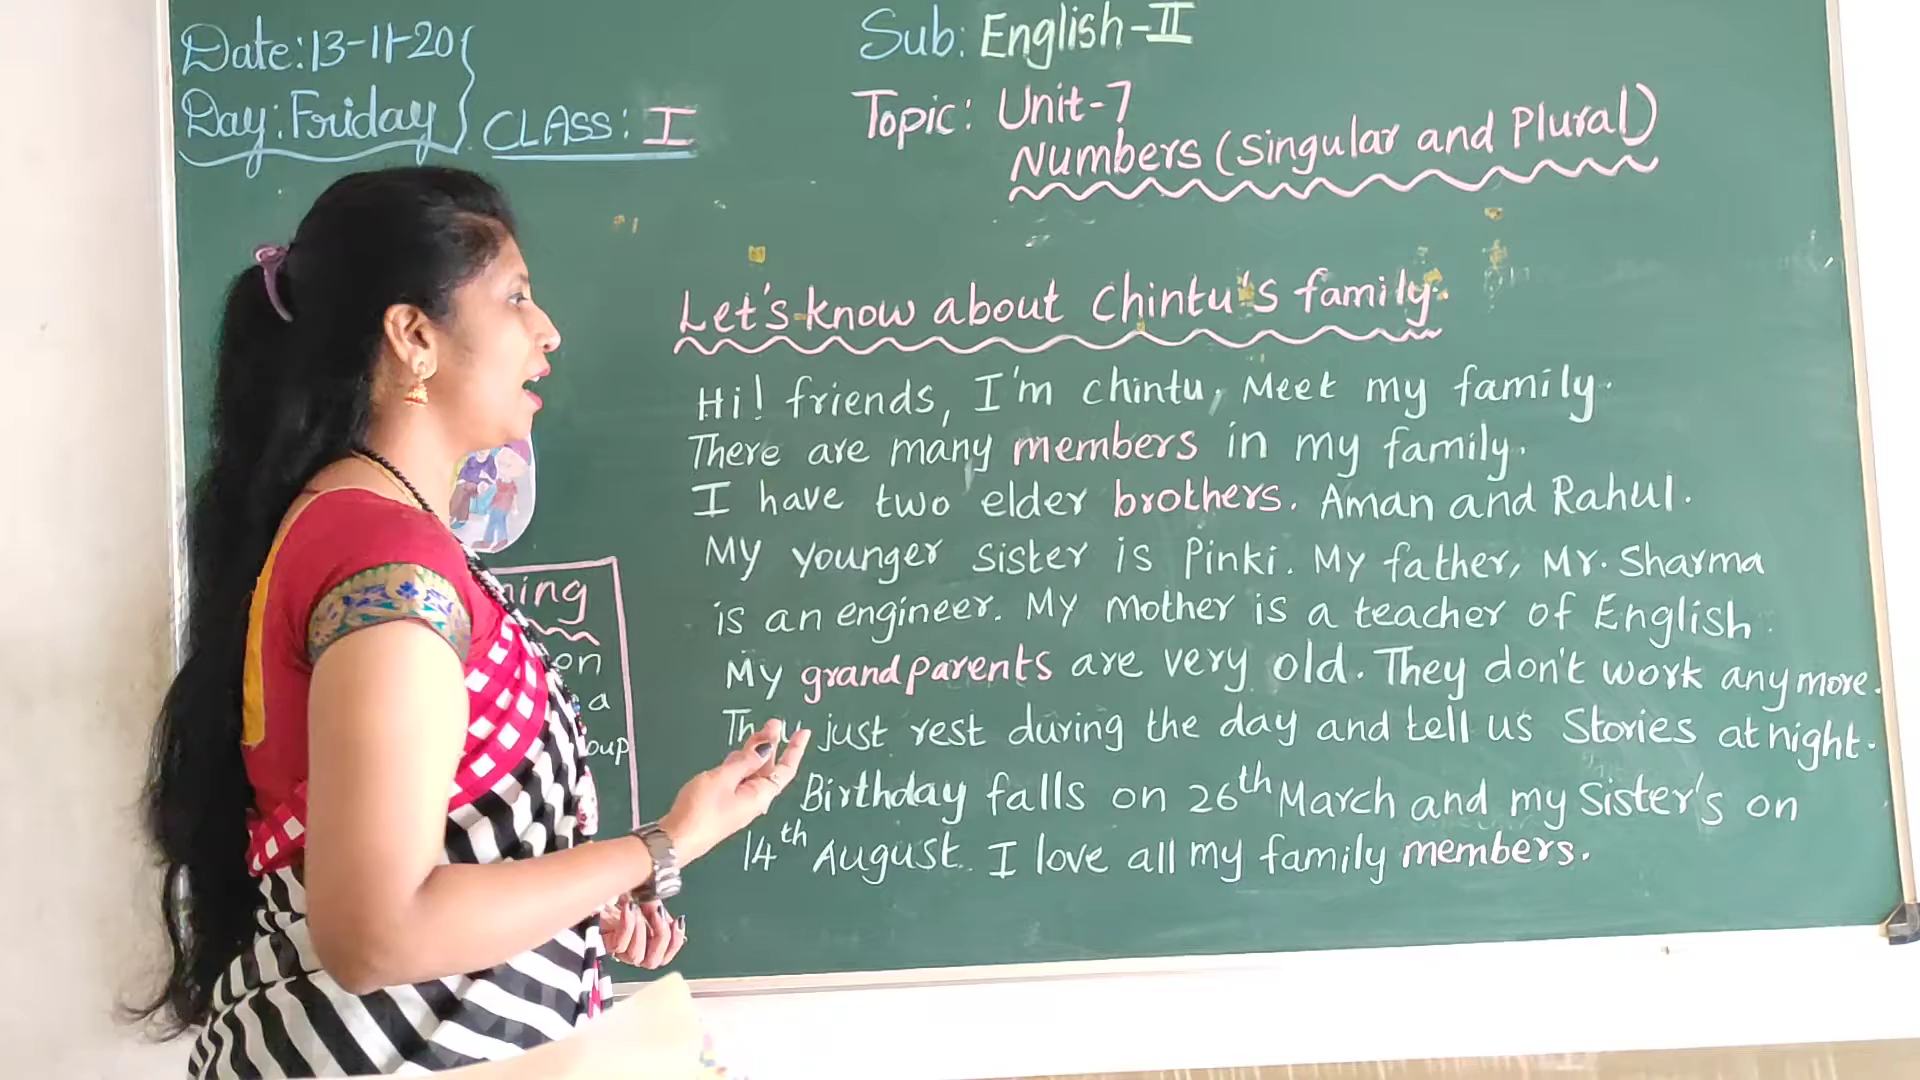 Date: 13-11-20
Day: Friday
CLASS: I
Sub: English-II
Topic: Unit-7
Numbers (Singular and Plural)
Let's know about Chintu's family.
Hi! friends, I'm chintu, Meet my family.
There are many members in my family.
I have two elder brothers. Aman and Rahul.
My younger sister is Pinki. My father, Mr. Sharma
is an engineer. My mother is a teacher of English.
My grandparents are very old. They don't work any more.
They just rest during the day and tell us Stories at night.
Birthday falls on 26th March and my Sister's on
14th August. I love all my family members.
on
a